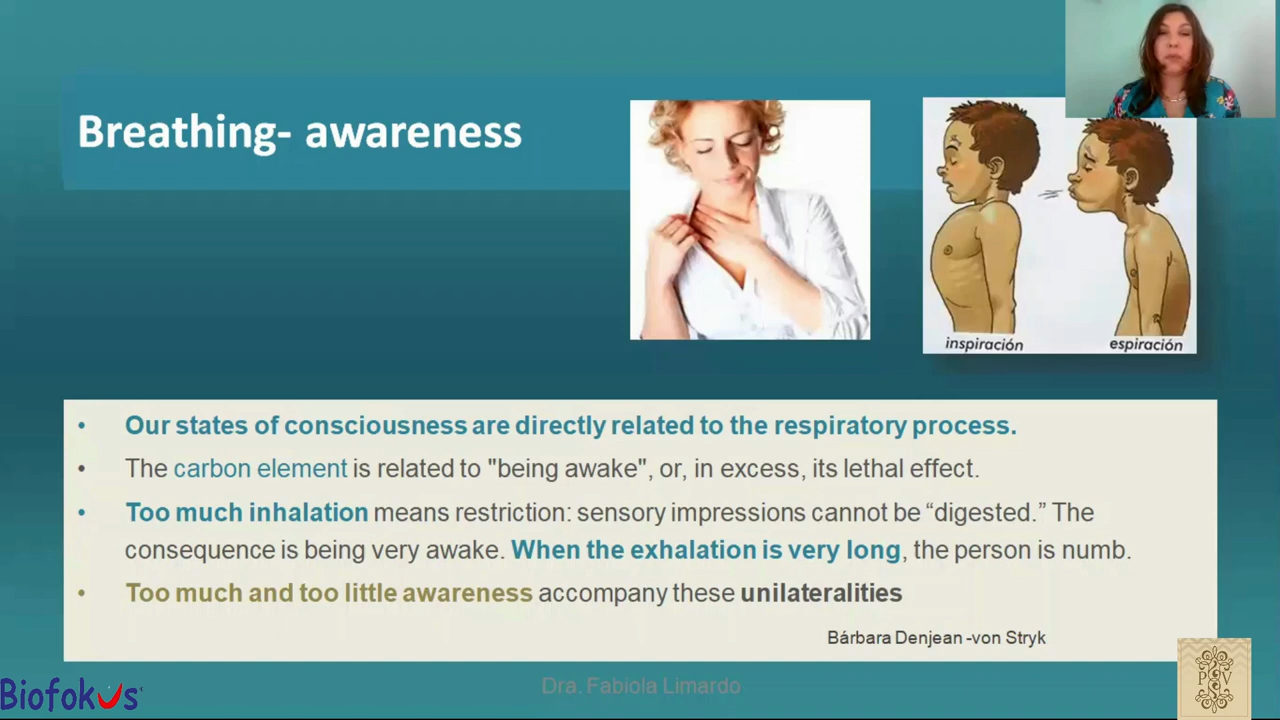 Breathing- awareness
inspiración
espiración
• Our states of consciousness are directly related to the respiratory process.
• The carbon element is related to "being awake", or, in excess, its lethal effect.
• Too much inhalation means restriction: sensory impressions cannot be “digested.” The
consequence is being very awake. When the exhalation is very long, the person is numb.
• Too much and too little awareness accompany these unilateralities
Bárbara Denjean -von Stryk
Dra. Fabiola Limardo
Biofokus
P V